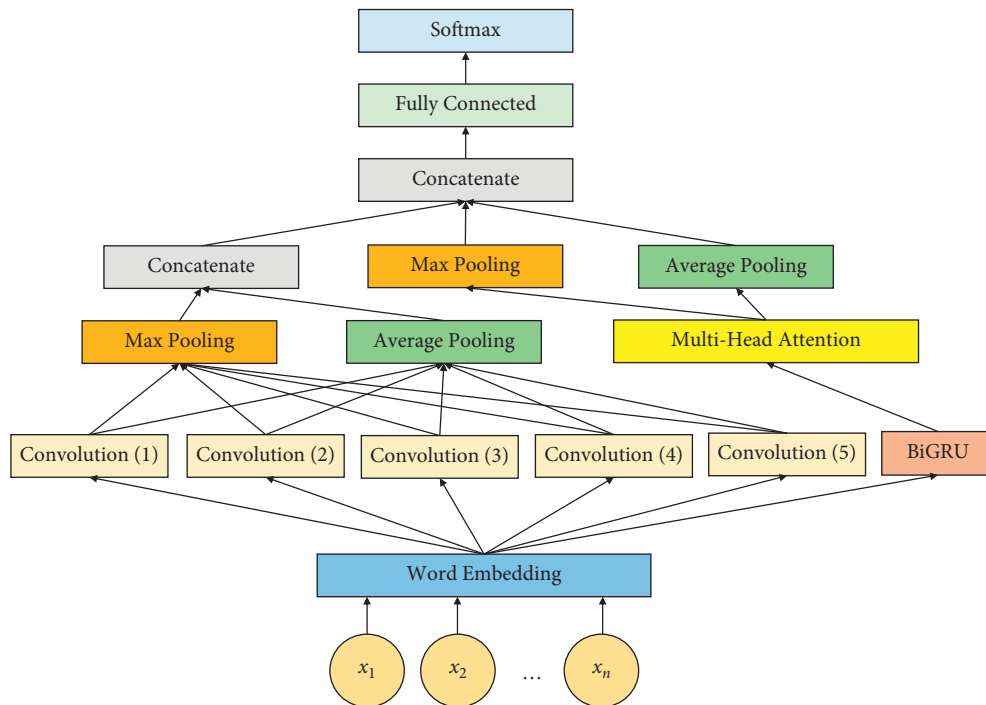 Softmax
Fully Connected
Concatenate
Concatenate
Max Pooling
Average Pooling
Max Pooling
Average Pooling
Multi-Head Attention
Convolution (1)
Convolution (2)
Convolution (3)
Convolution (4)
Convolution (5)
BiGRU
Word Embedding
x₁
x₂
...
xₙ